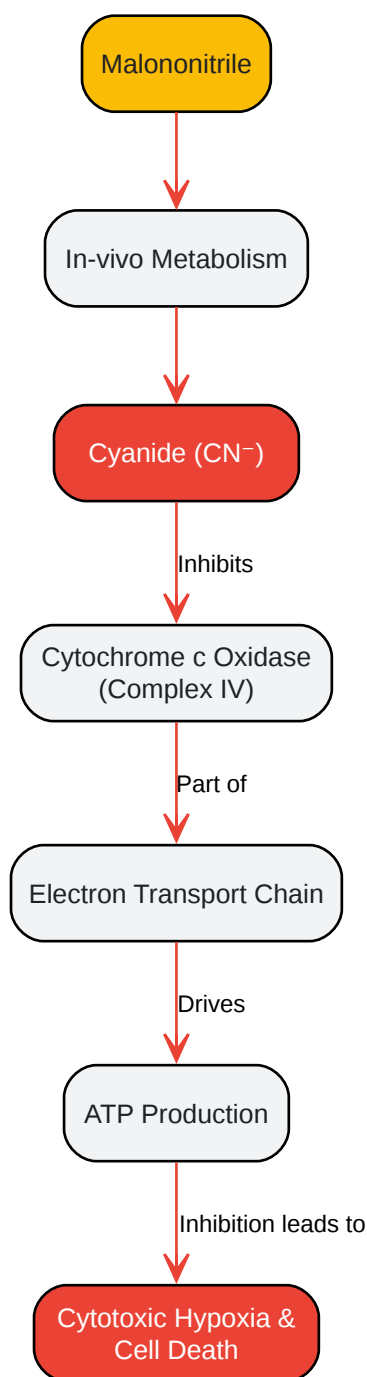 Malononitrile
In-vivo Metabolism
Cyanide (CN⁻)
Inhibits
Cytochrome c Oxidase
(Complex IV)
Part of
Electron Transport Chain
Drives
ATP Production
Inhibition leads to
Cytotoxic Hypoxia &
Cell Death